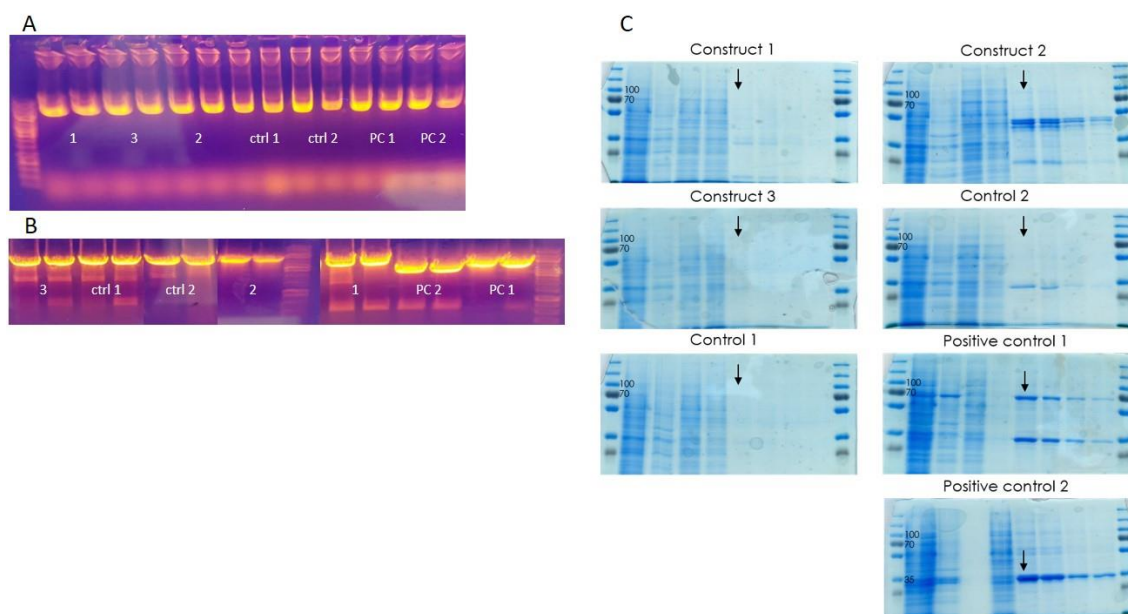 A
1 3 2 ctrl 1 ctrl 2 PC 1 PC 2
B
3 ctrl 1 ctrl 2 2 1 PC 2 PC 1
C
Construct 1
100
70
Construct 2
100
70
Construct 3
100
70
Control 2
100
70
Control 1
100
70
Positive control 1
100
70
Positive control 2
100
70
35